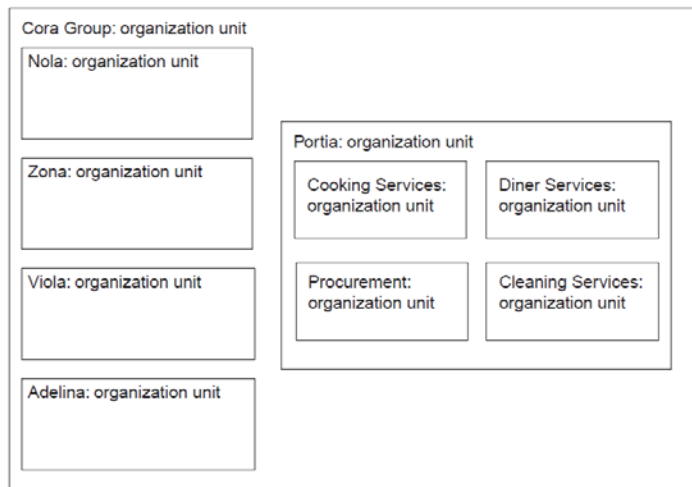 Cora Group: organization unit
Nola: organization unit
Zona: organization unit
Viola: organization unit
Adelina: organization unit
Portia: organization unit
Cooking Services:
organization unit
Diner Services:
organization unit
Procurement:
organization unit
Cleaning Services:
organization unit